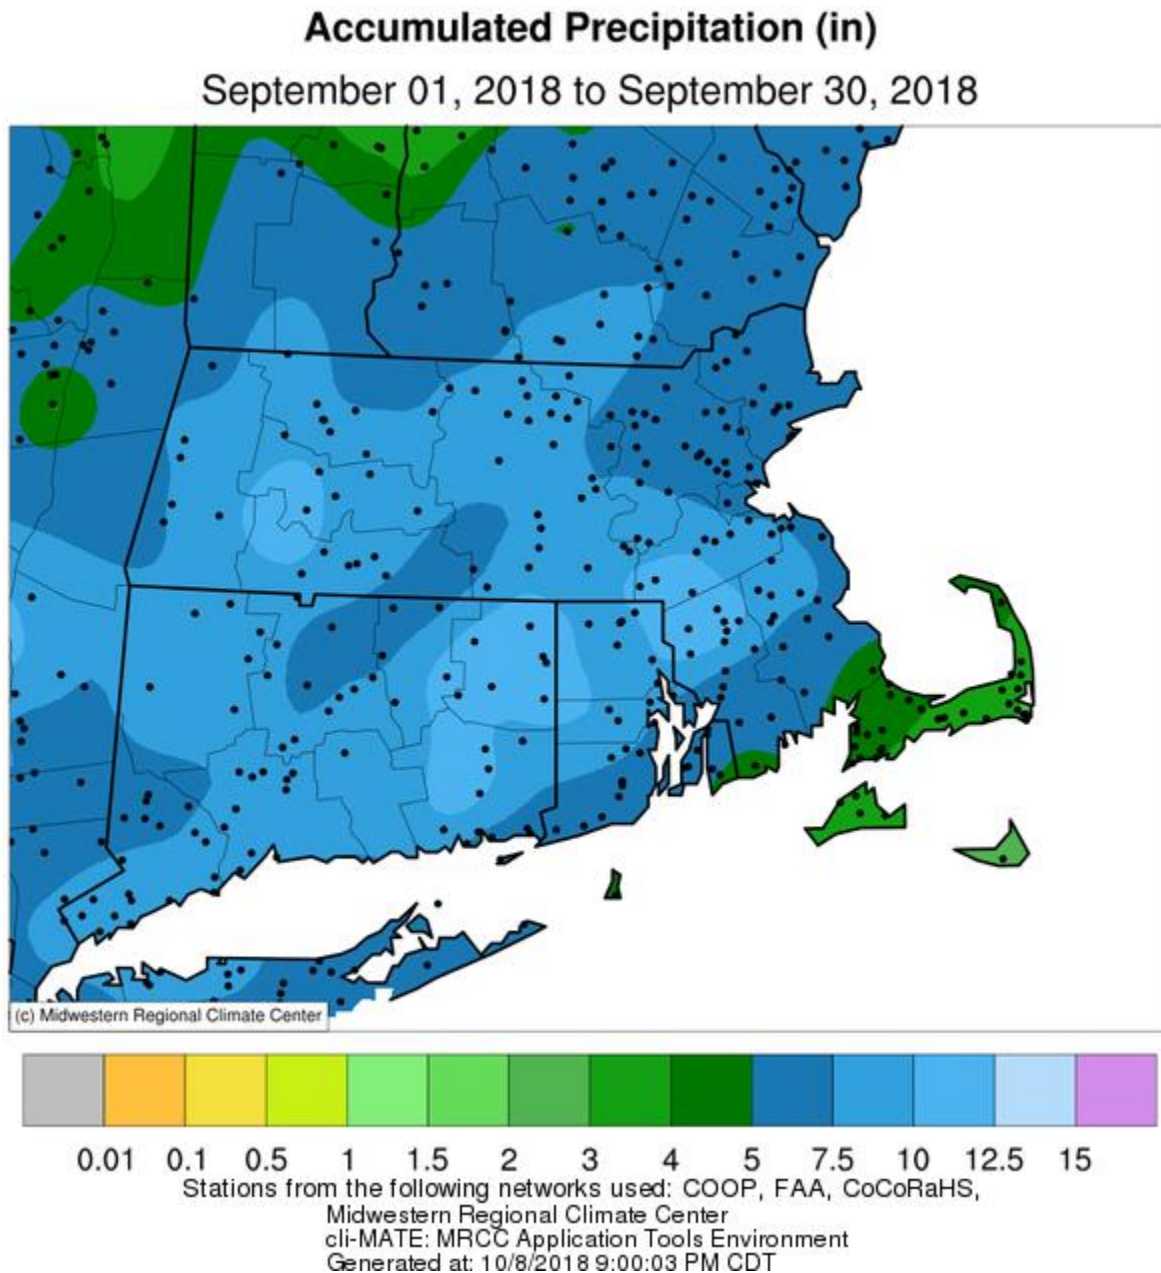 Accumulated Precipitation (in)
September 01, 2018 to September 30, 2018
(c) Midwestern Regional Climate Center
0.01 0.1 0.5 1 1.5 2 3 4 5 7.5 10 12.5 15
Stations from the following networks used: COOP, FAA, CoCoRaHS,
Midwestern Regional Climate Center
cli-MATE: MRCC Application Tools Environment
Generated at: 10/8/2018 9:00:03 PM CDT